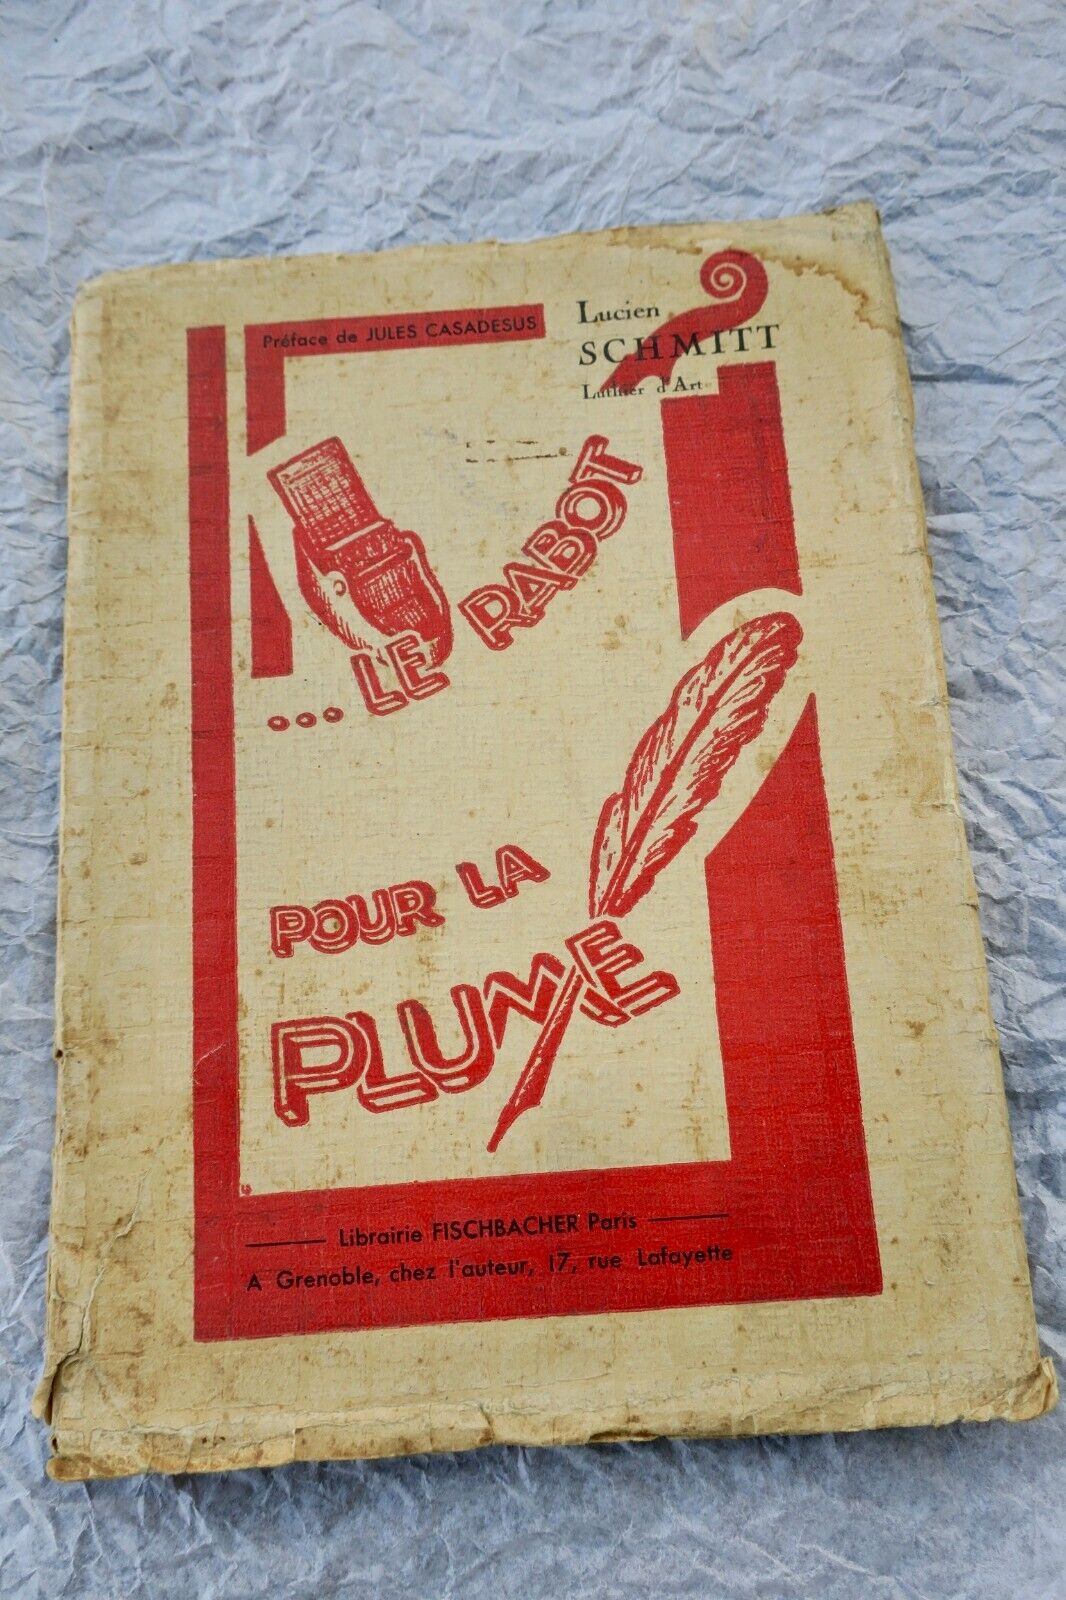 Préface de JULES CASADESUS
Lucien
SCHMITT
Luthier d'Art
... LE RABOT
POUR LA
PLUME
Librairie FISCHBACHER Paris
A Grenoble, chez l'auteur, 17, rue Lafayette